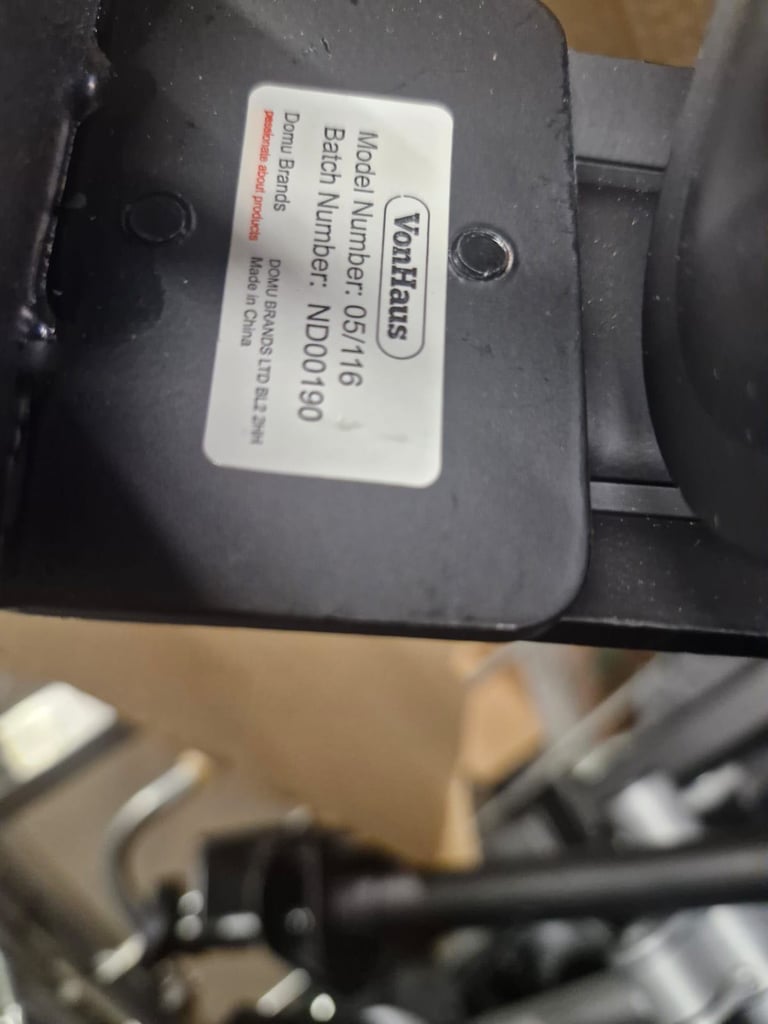 VonHaus
Model Number: 05/116
Batch Number: ND00190
Domu Brands
passionate about products
DOMU BRANDS LTD BL2 2HH
Made in China